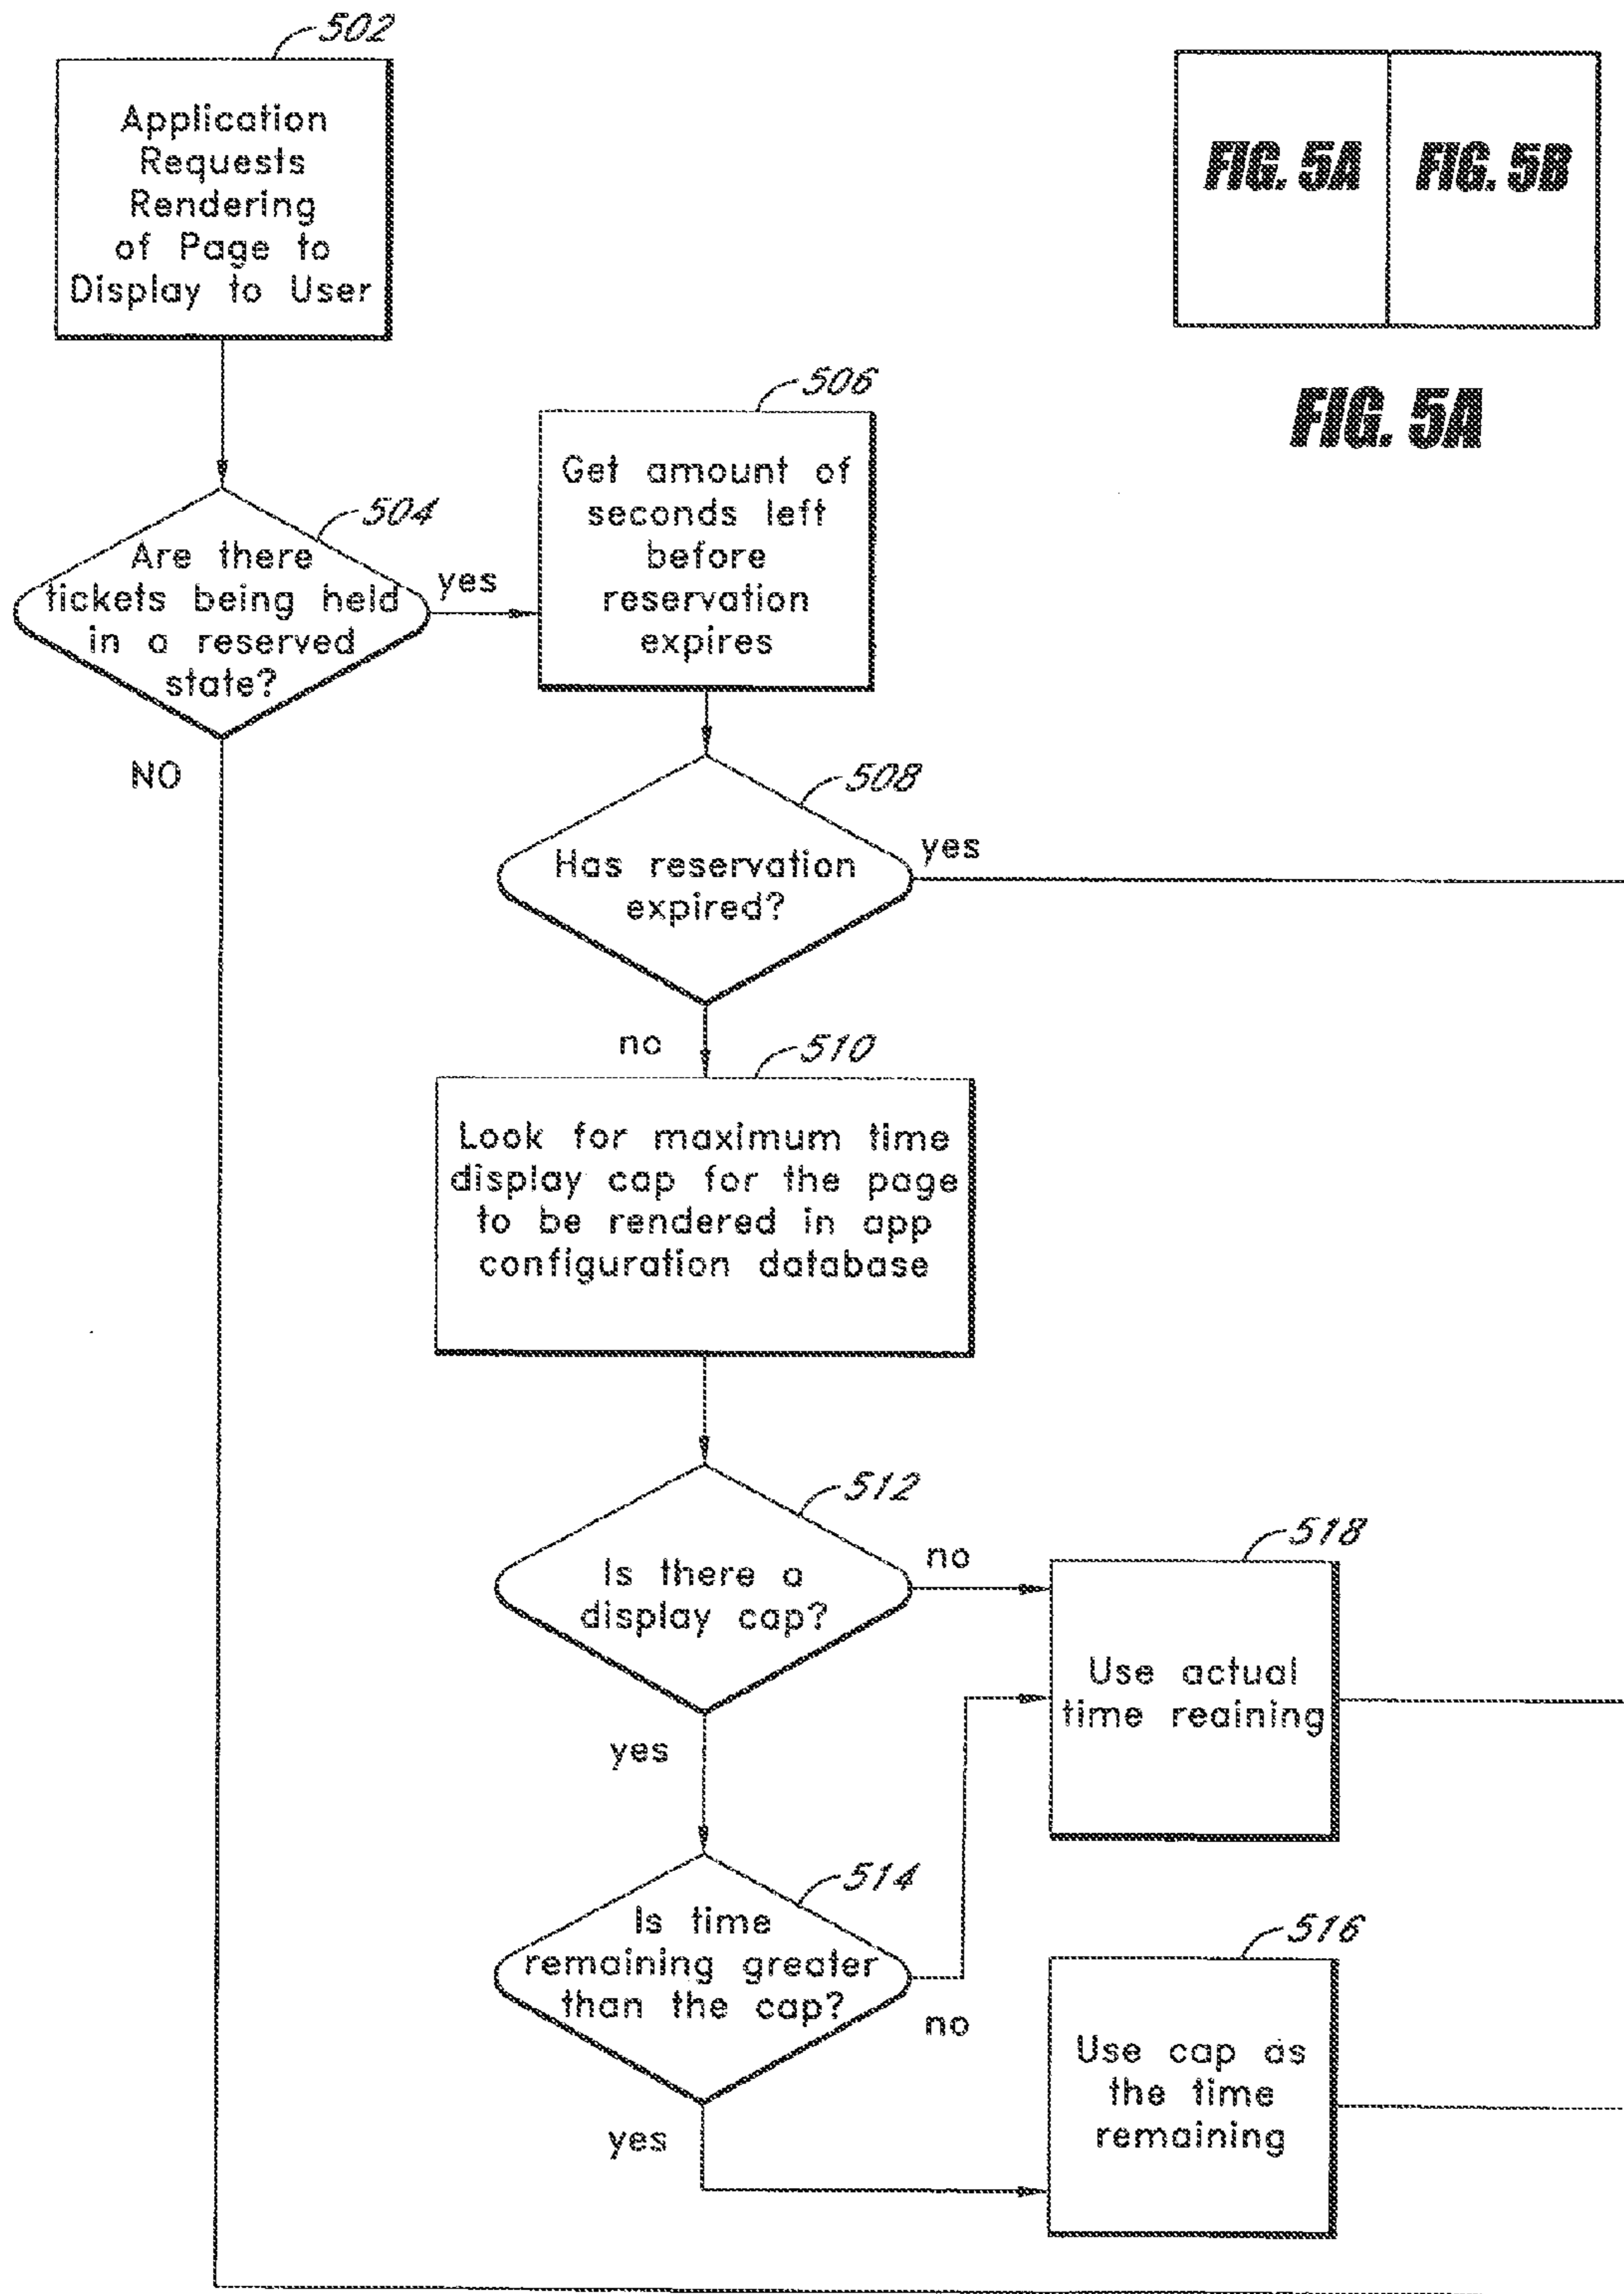 502
Application
Requests
Rendering
of Page to
Display to User
FIG. 5A
FIG. 5B
FIG. 5A
504
Are there
tickets being held
in a reserved
state?
yes
NO
506
Get amount of
seconds left
before
reservation
expires
508
Has reservation
expired?
yes
no
510
Look for maximum time
display cap for the page
to be rendered in app
configuration database
512
Is there a
display cap?
no
yes
518
Use actual
time reaining
514
Is time
remaining greater
than the cap?
no
yes
516
Use cap as
the time
remaining